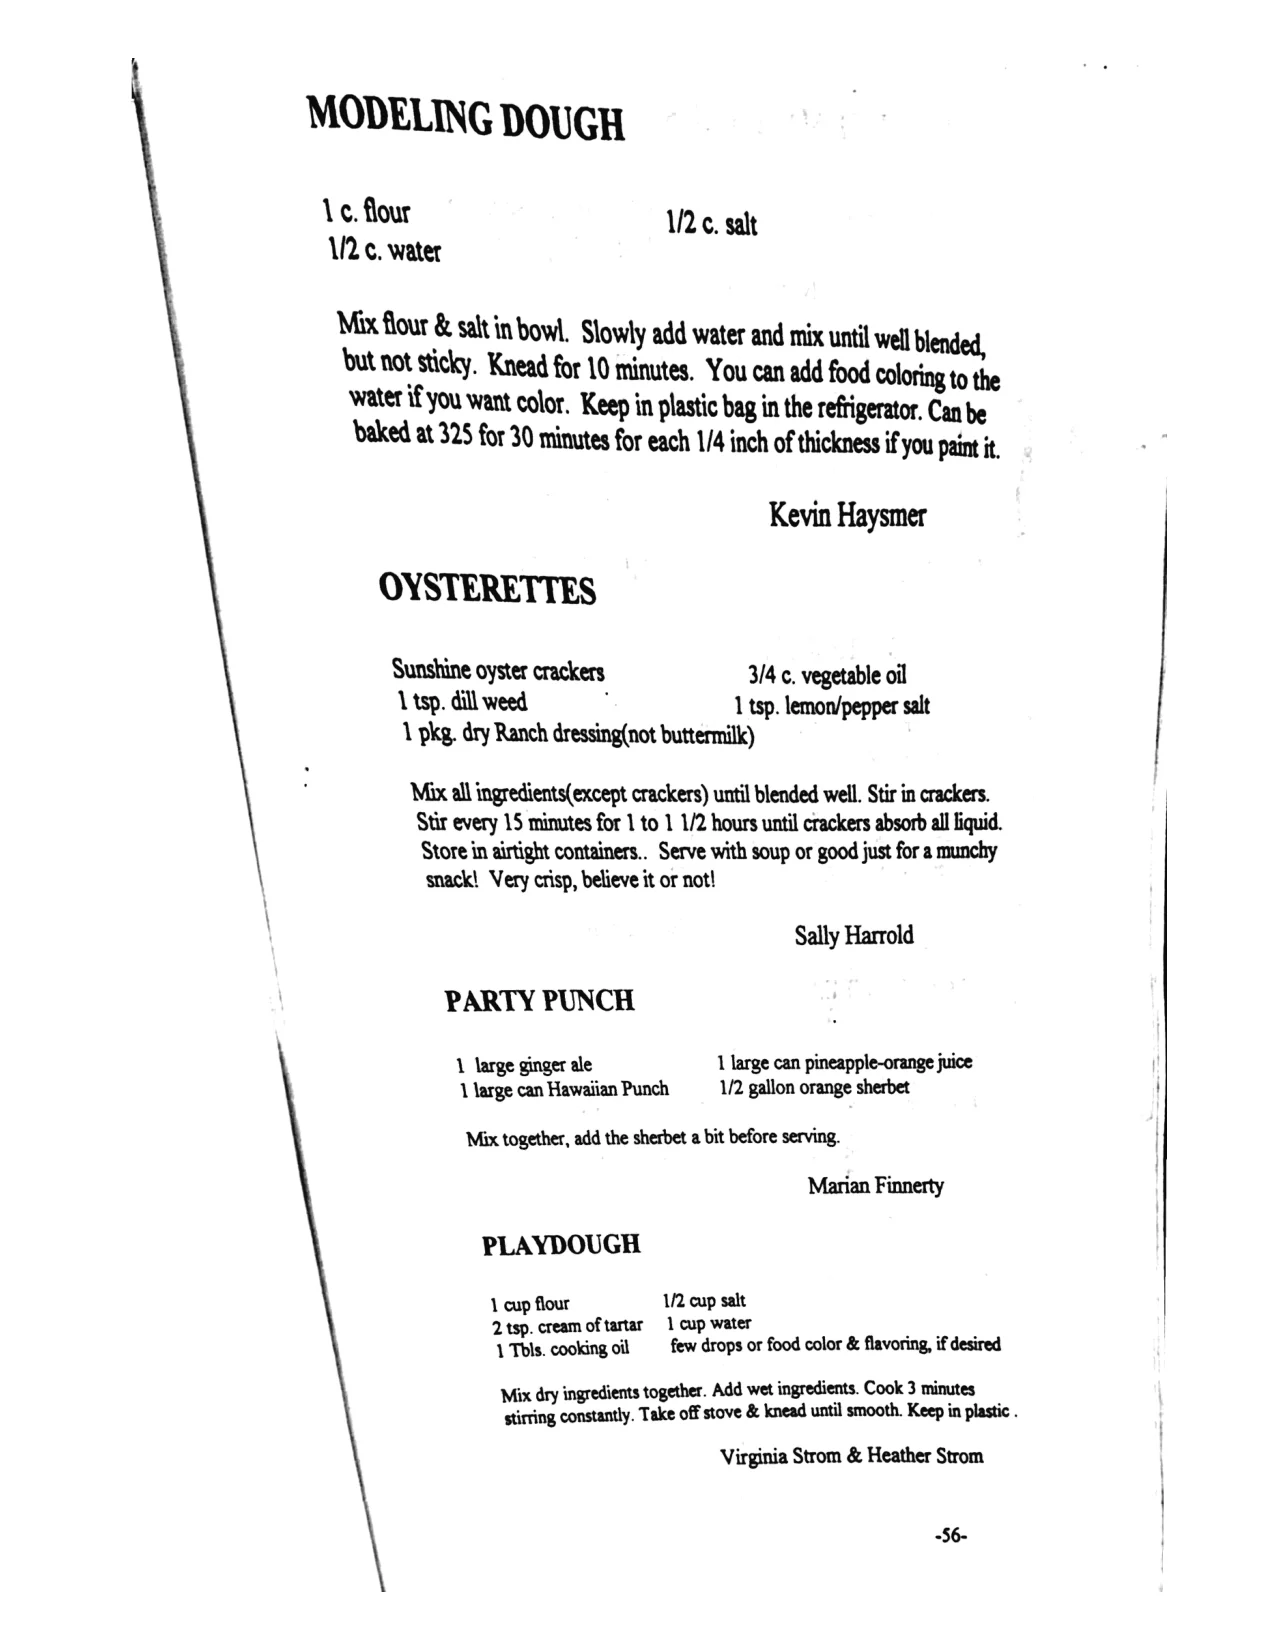 MODELING DOUGH
1 c. flour 1/2 c. salt
1/2 c. water
Mix flour & salt in bowl. Slowly add water and mix until well blended,
but not sticky. Knead for 10 minutes. You can add food coloring to the
water if you want color. Keep in plastic bag in the refrigerator. Can be
baked at 325 for 30 minutes for each 1/4 inch of thickness if you paint it.
Kevin Haysmer
OYSTERETTES
Sunshine oyster crackers 3/4 c. vegetable oil
1 tsp. dill weed 1 tsp. lemon/pepper salt
1 pkg. dry Ranch dressing(not buttermilk)
Mix all ingredients(except crackers) until blended well. Stir in crackers.
Stir every 15 minutes for 1 to 1 1/2 hours until crackers absorb all liquid.
Store in airtight containers.. Serve with soup or good just for a munchy
snack! Very crisp, believe it or not!
Sally Harrold
PARTY PUNCH
1 large ginger ale 1 large can pineapple-orange juice
1 large can Hawaiian Punch 1/2 gallon orange sherbet
Mix together, add the sherbet a bit before serving.
Marian Finnerty
PLAYDOUGH
1 cup flour 1/2 cup salt
2 tsp. cream of tartar 1 cup water
1 Tbls. cooking oil few drops or food color & flavoring, if desired
Mix dry ingredients together. Add wet ingredients. Cook 3 minutes
stirring constantly. Take off stove & knead until smooth. Keep in plastic .
Virginia Strom & Heather Strom
-56-